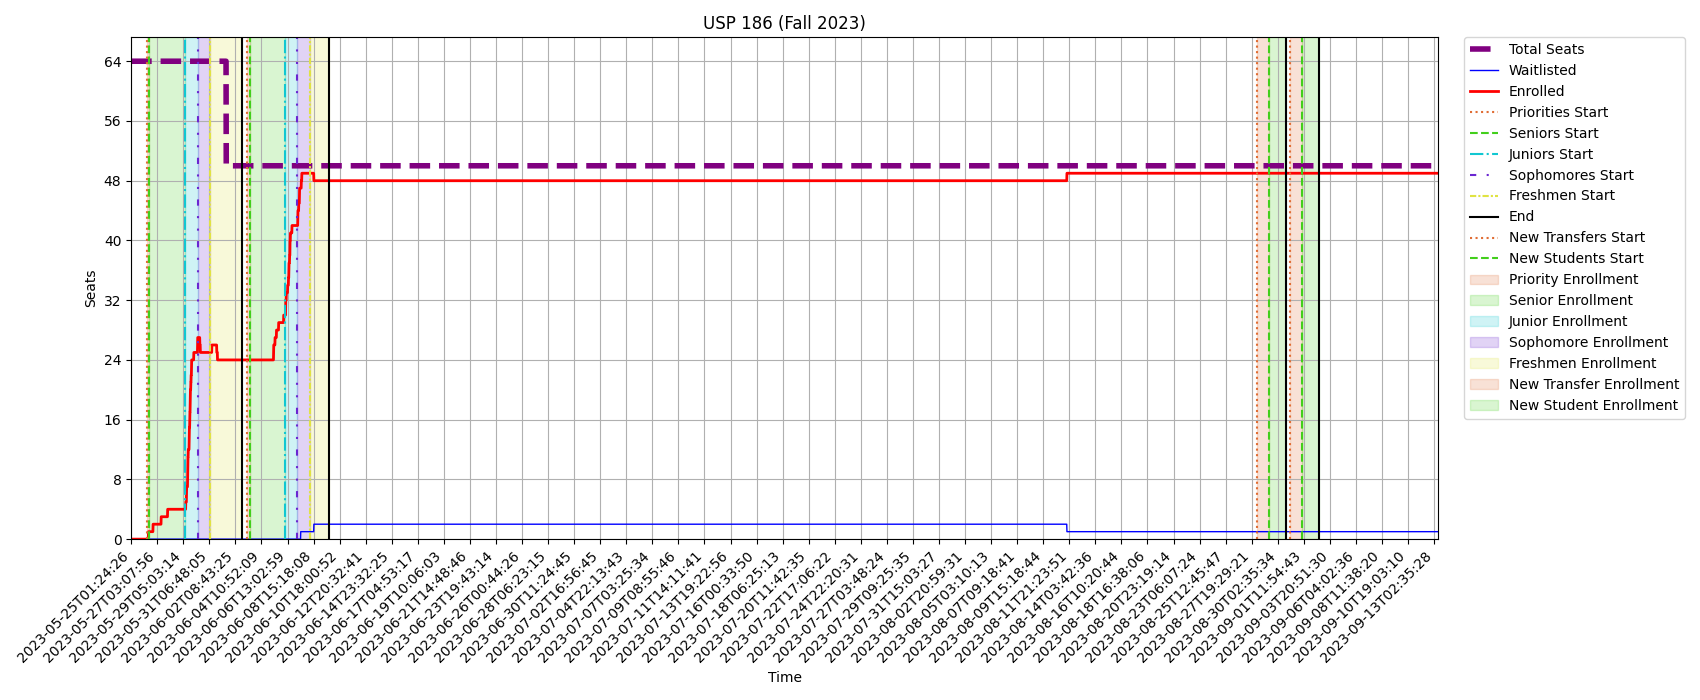 USP 186 (Fall 2023)
64
56
48
40
32
24
16
8
0
Seats
2023-05-25T01:24:26
2023-05-27T03:07:56
2023-05-29T05:03:14
2023-05-31T06:48:05
2023-06-02T08:43:25
2023-06-04T10:52:09
2023-06-06T13:02:59
2023-06-08T15:18:08
2023-06-10T18:00:52
2023-06-12T20:32:41
2023-06-14T23:32:25
2023-06-17T04:53:17
2023-06-19T10:06:03
2023-06-21T14:48:46
2023-06-23T19:43:14
2023-06-26T00:44:26
2023-06-28T06:23:15
2023-06-30T11:24:45
2023-07-02T16:56:45
2023-07-04T22:13:43
2023-07-07T03:25:34
2023-07-09T08:55:46
2023-07-11T14:11:41
2023-07-13T19:22:56
2023-07-16T00:33:50
2023-07-18T06:25:13
2023-07-20T11:42:35
2023-07-22T17:06:22
2023-07-24T22:20:31
2023-07-27T03:48:24
2023-07-29T09:25:35
2023-07-31T15:03:27
2023-08-02T20:59:31
2023-08-05T03:10:13
2023-08-07T09:18:41
2023-08-09T15:18:44
2023-08-11T21:23:51
2023-08-14T03:42:36
2023-08-16T10:20:44
2023-08-18T16:38:06
2023-08-20T23:19:14
2023-08-23T06:07:24
2023-08-25T12:45:47
2023-08-27T19:29:21
2023-08-30T02:35:34
2023-09-01T11:54:43
2023-09-03T20:51:30
2023-09-06T04:02:36
2023-09-08T11:38:20
2023-09-10T19:03:10
2023-09-13T02:35:28
Time
Total Seats
Waitlisted
Enrolled
Priorities Start
Seniors Start
Juniors Start
Sophomores Start
Freshmen Start
End
New Transfers Start
New Students Start
Priority Enrollment
Senior Enrollment
Junior Enrollment
Sophomore Enrollment
Freshmen Enrollment
New Transfer Enrollment
New Student Enrollment